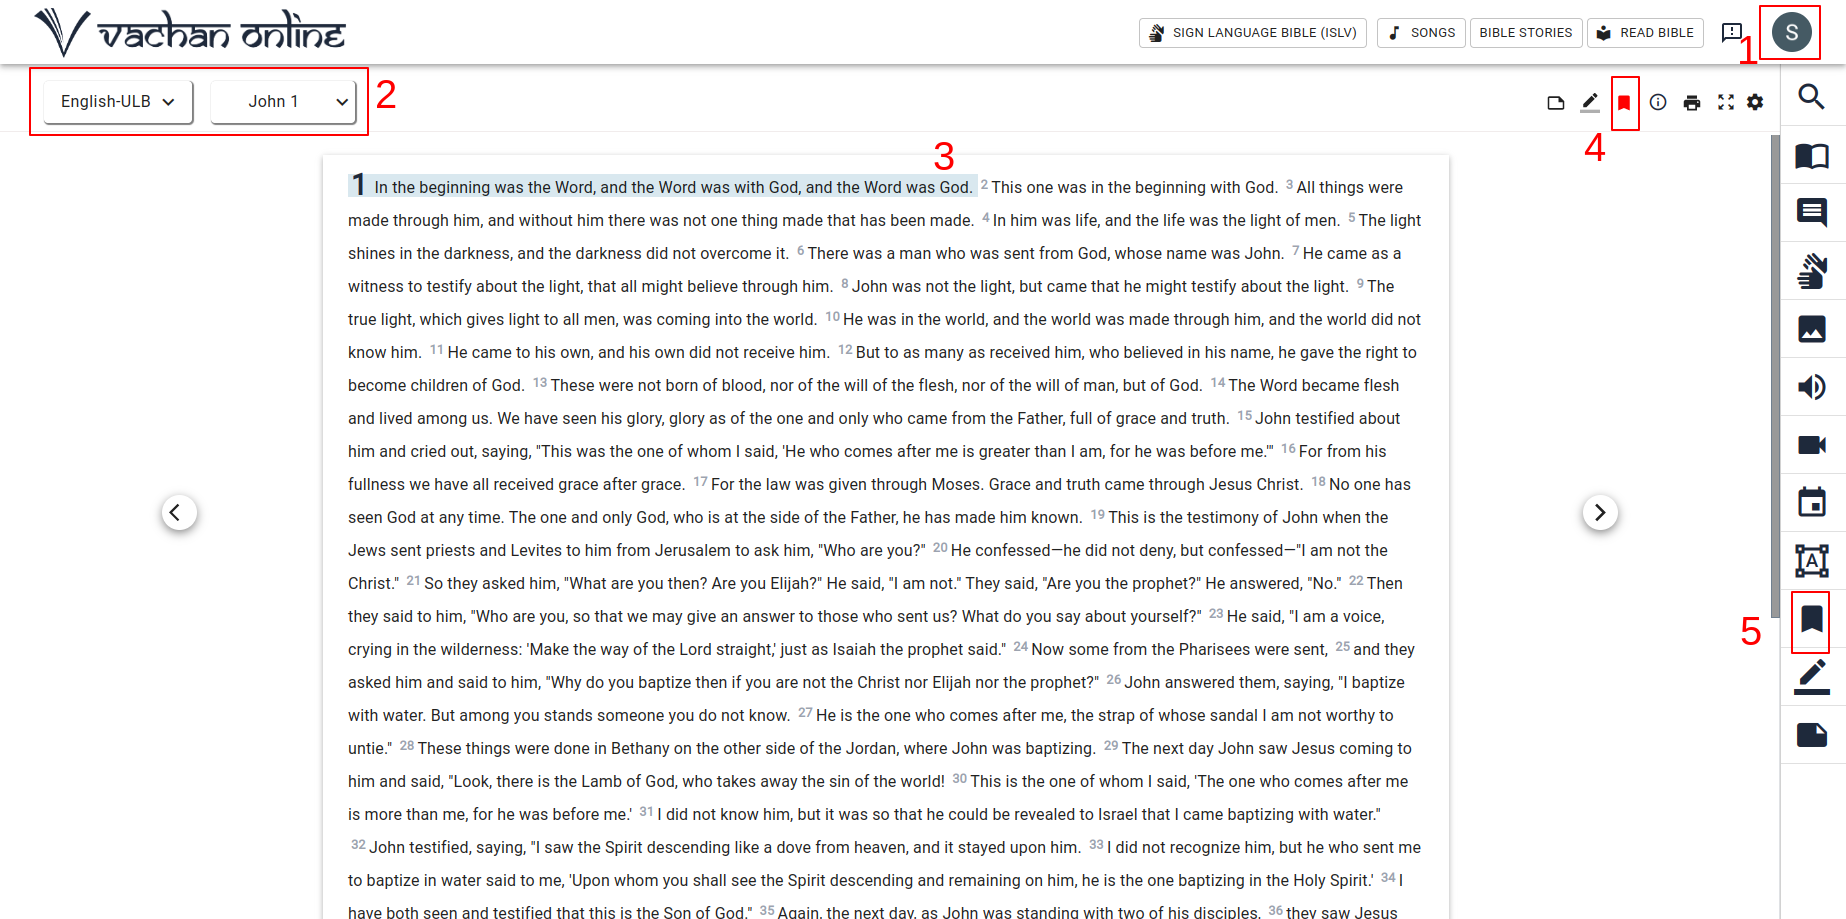 vachan online
SIGN LANGUAGE BIBLE (ISLV) SONGS BIBLE STORIES READ BIBLE S
1
English-ULB John 1 2
4
3
1 In the beginning was the Word, and the Word was with God, and the Word was God. 2 This one was in the beginning with God. 3 All things were
made through him, and without him there was not one thing made that has been made. 4 In him was life, and the life was the light of men. 5 The light
shines in the darkness, and the darkness did not overcome it. 6 There was a man who was sent from God, whose name was John. 7 He came as a
witness to testify about the light, that all might believe through him. 8 John was not the light, but came that he might testify about the light. 9 The
true light, which gives light to all men, was coming into the world. 10 He was in the world, and the world was made through him, and the world did not
know him. 11 He came to his own, and his own did not receive him. 12 But to as many as received him, who believed in his name, he gave the right to
become children of God. 13 These were not born of blood, nor of the will of the flesh, nor of the will of man, but of God. 14 The Word became flesh
and lived among us. We have seen his glory, glory as of the one and only who came from the Father, full of grace and truth. 15 John testified about
him and cried out, saying, "This was the one of whom I said, 'He who comes after me is greater than I am, for he was before me.'" 16 For from his
fullness we have all received grace after grace. 17 For the law was given through Moses. Grace and truth came through Jesus Christ. 18 No one has
seen God at any time. The one and only God, who is at the side of the Father, he has made him known. 19 This is the testimony of John when the
Jews sent priests and Levites to him from Jerusalem to ask him, "Who are you?" 20 He confessed—he did not deny, but confessed—"I am not the
Christ." 21 So they asked him, "What are you then? Are you Elijah?" He said, "I am not." They said, "Are you the prophet?" He answered, "No." 22 Then
they said to him, "Who are you, so that we may give an answer to those who sent us? What do you say about yourself?" 23 He said, "I am a voice,
5
crying in the wilderness: 'Make the way of the Lord straight,' just as Isaiah the prophet said." 24 Now some from the Pharisees were sent, 25 and they
asked him and said to him, "Why do you baptize then if you are not the Christ nor Elijah nor the prophet?" 26 John answered them, saying, "I baptize
with water. But among you stands someone you do not know. 27 He is the one who comes after me, the strap of whose sandal I am not worthy to
untie." 28 These things were done in Bethany on the other side of the Jordan, where John was baptizing. 29 The next day John saw Jesus coming to
him and said, "Look, there is the Lamb of God, who takes away the sin of the world! 30 This is the one of whom I said, 'The one who comes after me
is more than me, for he was before me.' 31 I did not know him, but it was so that he could be revealed to Israel that I came baptizing with water."
32 John testified, saying, "I saw the Spirit descending like a dove from heaven, and it stayed upon him. 33 I did not recognize him, but he who sent me
to baptize in water said to me, 'Upon whom you shall see the Spirit descending and remaining on him, he is the one baptizing in the Holy Spirit.' 34 I
have both seen and testified that this is the Son of God." 35 Again, the next day, as John was standing with two of his disciples, 36 they saw Jesus